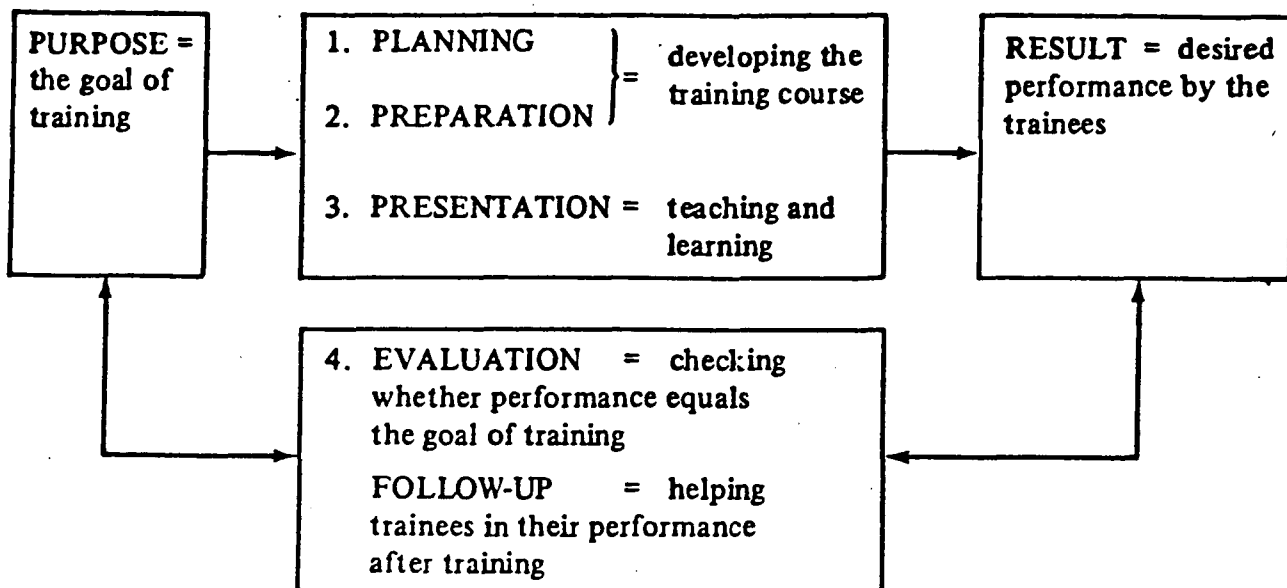 PURPOSE =
the goal of
training
1. PLANNING
2. PREPARATION
= developing the
training course
3. PRESENTATION = teaching and
learning
RESULT = desired
performance by the
trainees
4. EVALUATION = checking
whether performance equals
the goal of training
FOLLOW-UP = helping
trainees in their performance
after training